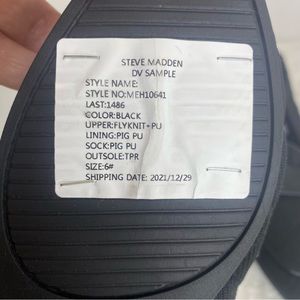 STEVE MADDEN
DV SAMPLE
STYLE NAME:
STYLE NO:MEH10641
LAST:1486
COLOR:BLACK
UPPER:FLYKNIT+PU
LINING:PIG PU
SOCK:PIG PU
OUTSOLE:TPR
SIZE:6#
SHIPPING DATE: 2021/12/29